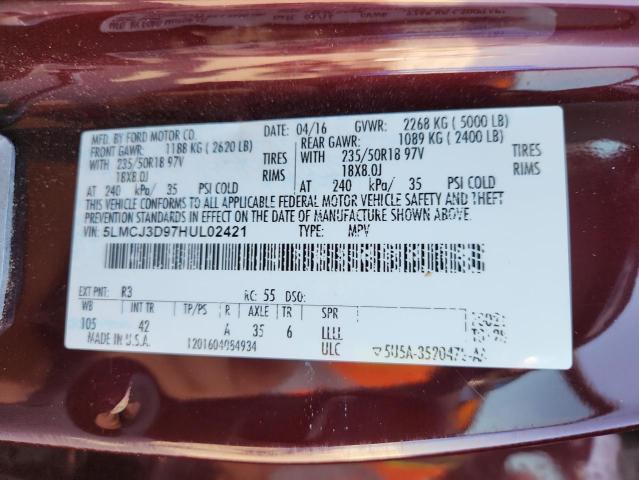 MFD. BY FORD MOTOR CO. DATE: 04/16 GVWR: 2268 KG ( 5000 LB)
FRONT GAWR: 1188 KG ( 2620 LB) REAR GAWR: 1089 KG ( 2400 LB)
WITH 235/50R18 97V TIRES WITH 235/50R18 97V TIRES
18X8.0J RIMS 18X8.0J RIMS
AT 240 kPa/ 35 PSI COLD AT 240 kPa/ 35 PSI COLD
THIS VEHICLE CONFORMS TO ALL APPLICABLE FEDERAL MOTOR VEHICLE SAFETY AND THEFT
PREVENTION STANDARDS IN EFFECT ON THE DATE OF MANUFACTURE SHOWN ABOVE.
VIN: 5LMCJ3D97HUL02421 TYPE: MPV
EXT PNT: R3 RC: 55 DSO:
WB INT TR TP/PS R AXLE TR SPR
105 42 A 35 6 LLLL
MADE IN U.S.A. ULC